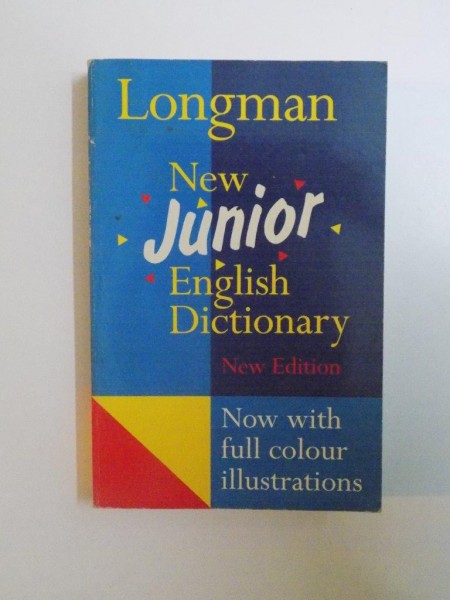 Longman
New
Junior
English
Dictionary
New Edition
Now with
full colour
illustrations